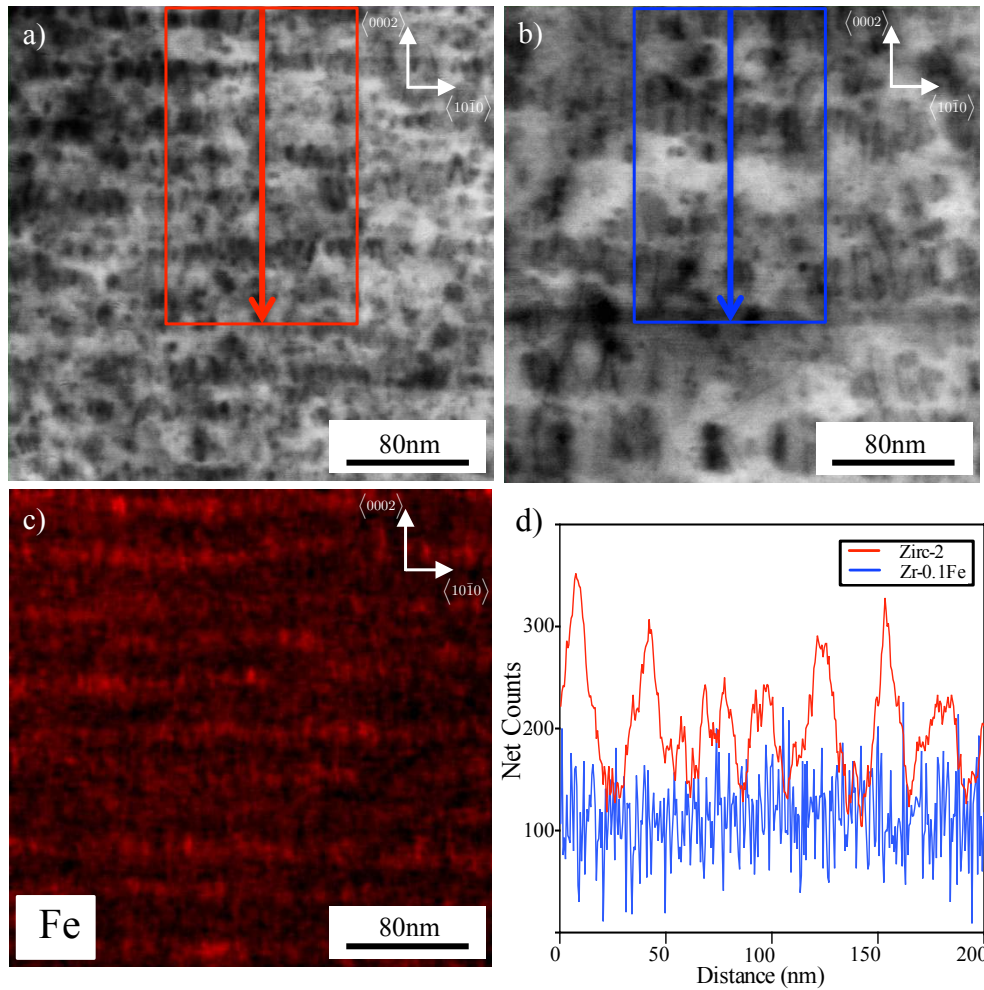 a)
⟨0002⟩
⟨101̄0⟩
80nm
b)
⟨0002⟩
⟨101̄0⟩
80nm
c)
⟨0002⟩
⟨101̄0⟩
Fe
80nm
d)
Zirc-2
Zr-0.1Fe
300
200
100
Net Counts
0 50 100 150 200
Distance (nm)